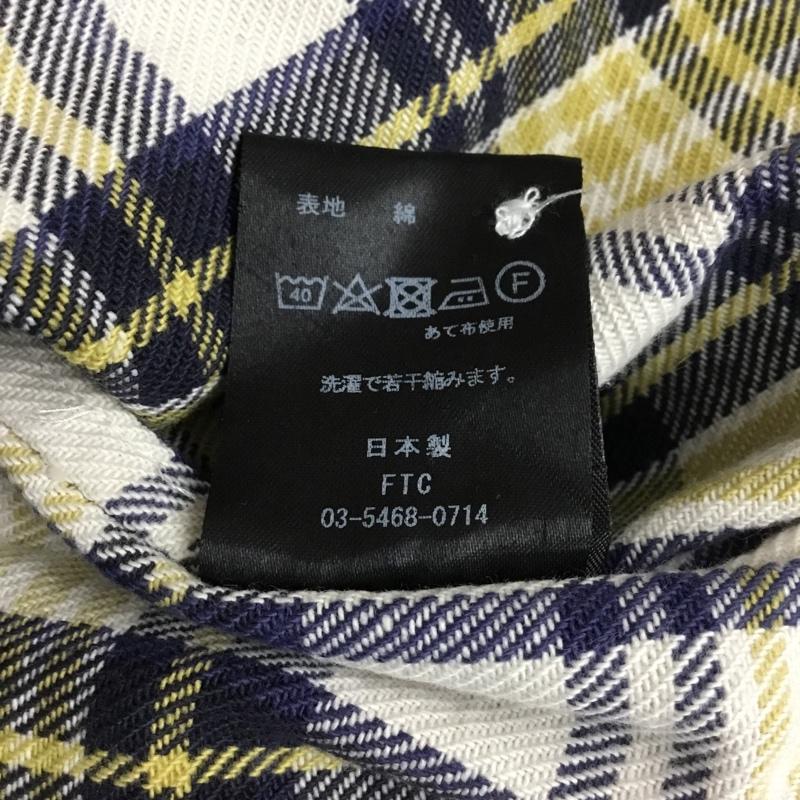 表地 綿
40 F
あて布使用
洗濯で若干縮みます。
日本製
FTC
03-5468-0714